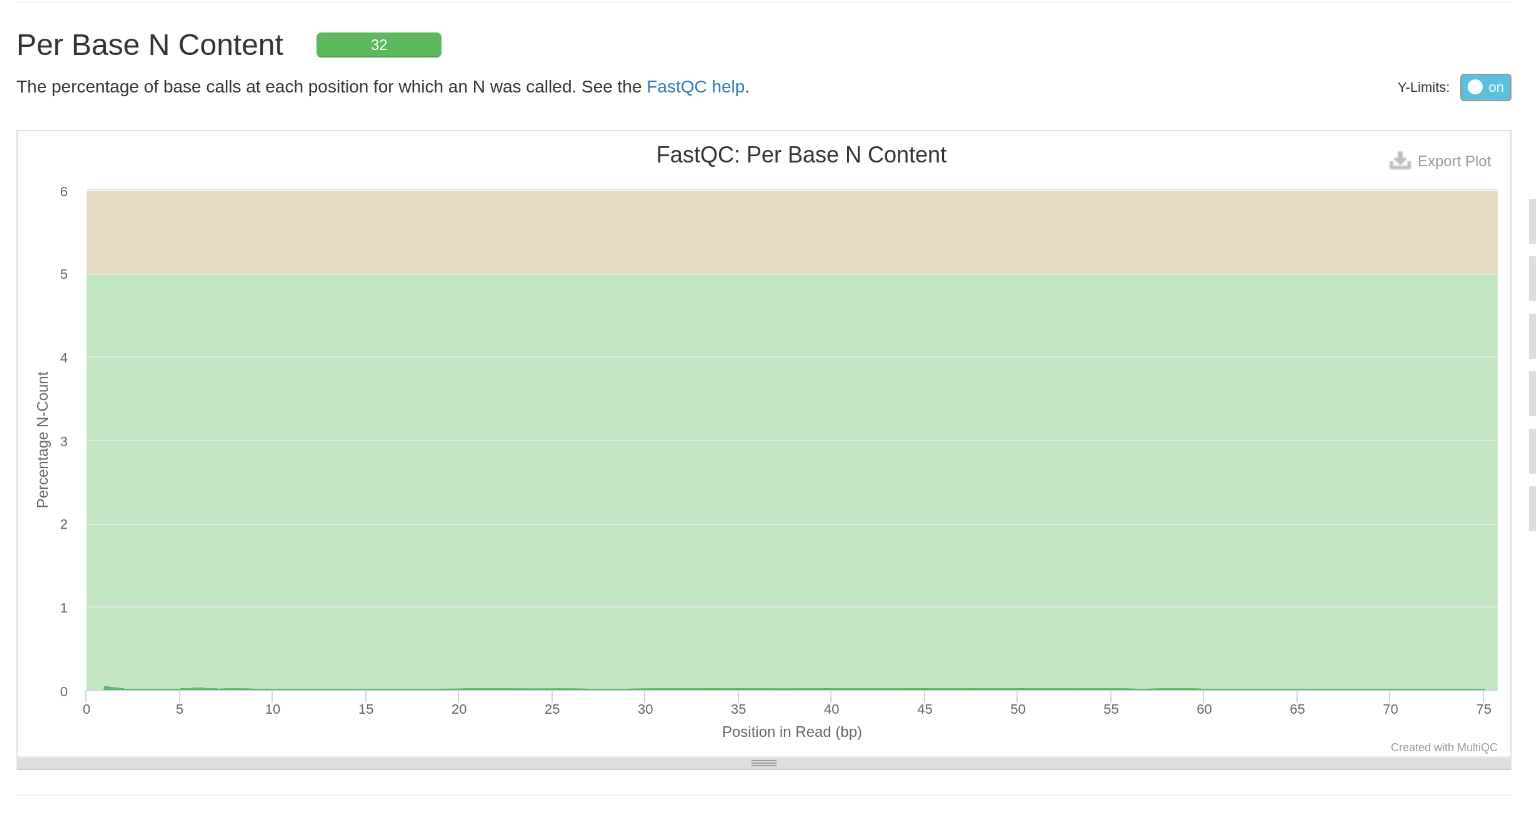 Per Base N Content
32
The percentage of base calls at each position for which an N was called. See the FastQC help.
Y-Limits:
on
FastQC: Per Base N Content
Export Plot
6
5
4
3
2
1
0
Percentage N-Count
0 5 10 15 20 25 30 35 40 45 50 55 60 65 70 75
Position in Read (bp)
Created with MultiQC